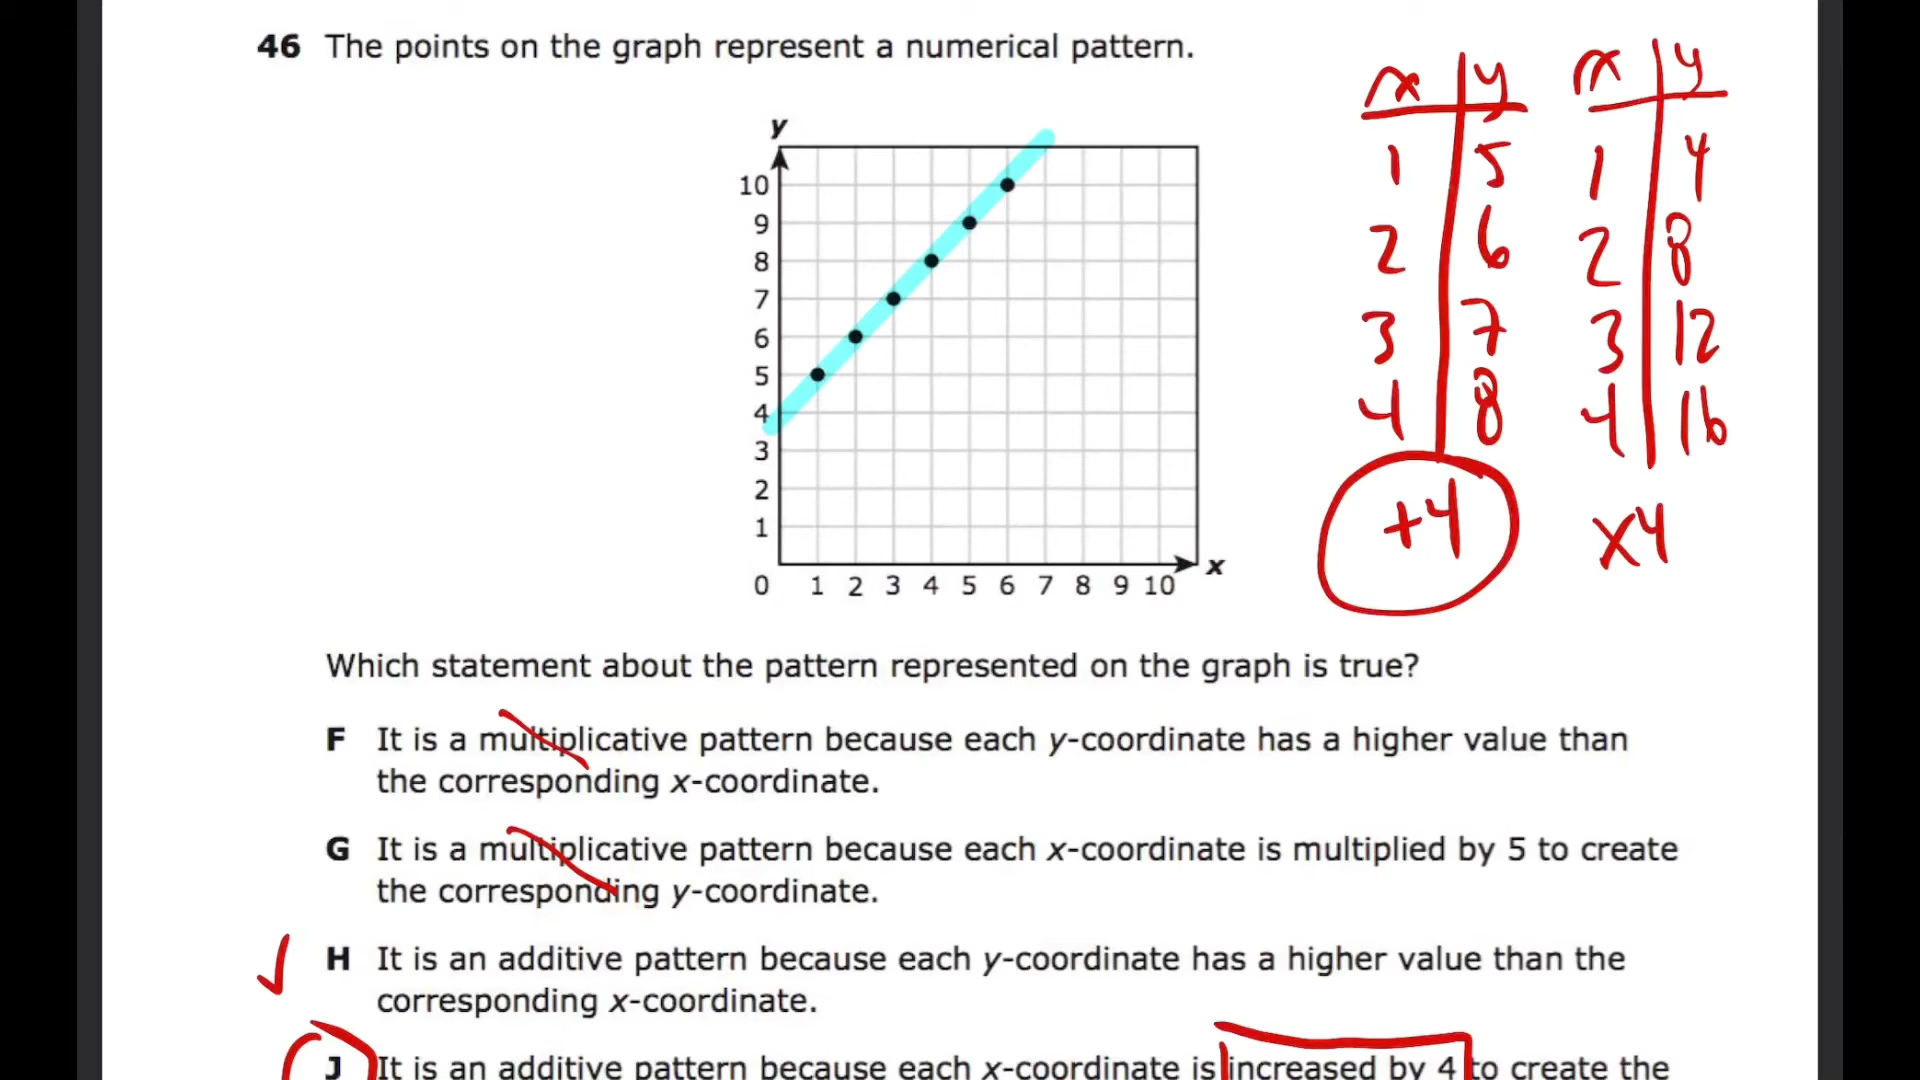 46 The points on the graph represent a numerical pattern.
y
10
9
8
7
6
5
4
3
2
1
0 1 2 3 4 5 6 7 8 9 10
x
x y
1 5
2 6
3 7
4 8
+4
x y
1 4
2 8
3 12
4 16
x4
Which statement about the pattern represented on the graph is true?
F It is a multiplicative pattern because each y-coordinate has a higher value than
the corresponding x-coordinate.
G It is a multiplicative pattern because each x-coordinate is multiplied by 5 to create
the corresponding y-coordinate.
H It is an additive pattern because each y-coordinate has a higher value than the
corresponding x-coordinate.
J It is an additive pattern because each x-coordinate is increased by 4 to create the